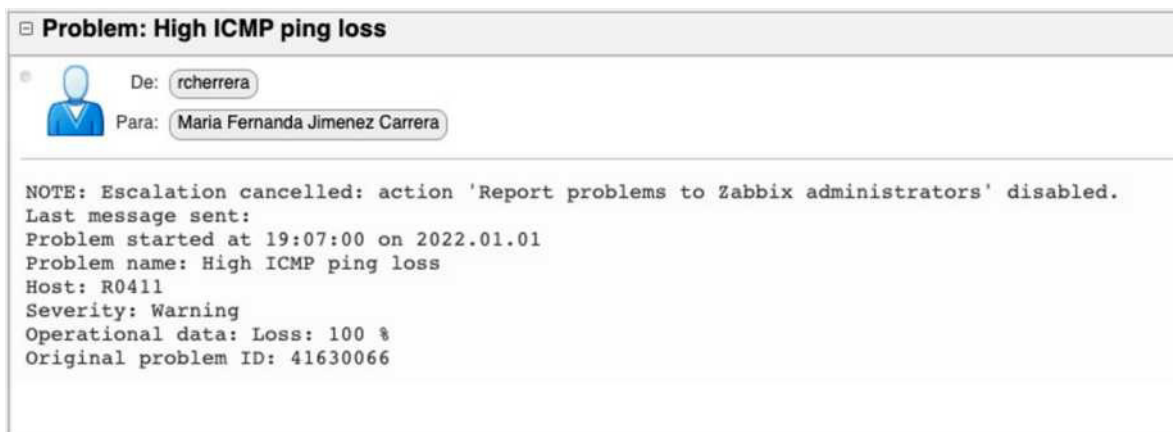 Problem: High ICMP ping loss
De: rcherrera
Para: Maria Fernanda Jimenez Carrera
NOTE: Escalation cancelled: action 'Report problems to Zabbix administrators' disabled.
Last message sent:
Problem started at 19:07:00 on 2022.01.01
Problem name: High ICMP ping loss
Host: R0411
Severity: Warning
Operational data: Loss: 100 %
Original problem ID: 41630066